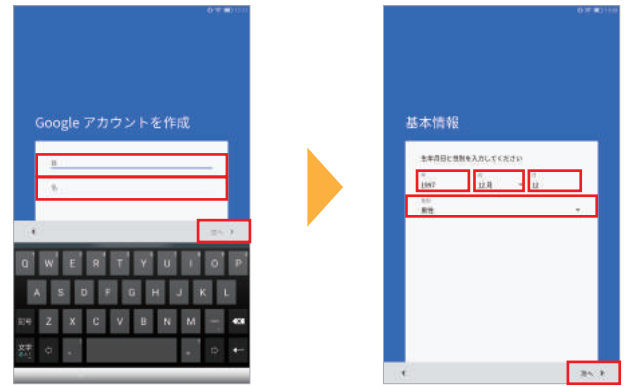 Google アカウントを作成
姓
名
次へ
Q W E R T Y U I O P
A S D F G H J K L
記号 Z X C V B N M
文字
基本情報
生年月日と性別を入力してください
年 月 日
1997 12月 12
性別
男性
次へ